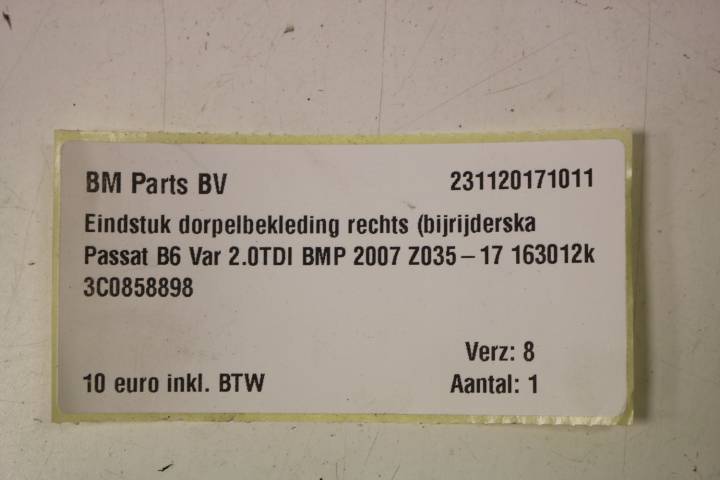 BM Parts BV 231120171011
Eindstuk dorpelbekleding rechts (bijrijderska
Passat B6 Var 2.0TDI BMP 2007 Z035-17 163012k
3C0858898
Verz: 8
10 euro inkl. BTW Aantal: 1